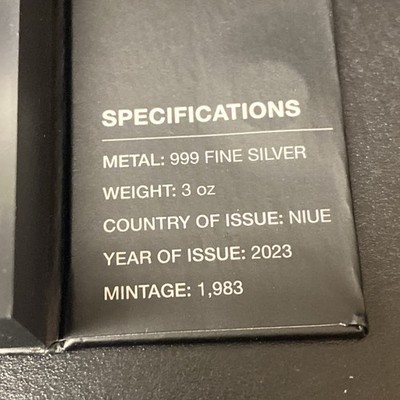 SPECIFICATIONS
METAL: 999 FINE SILVER
WEIGHT: 3 oz
COUNTRY OF ISSUE: NIUE
YEAR OF ISSUE: 2023
MINTAGE: 1,983